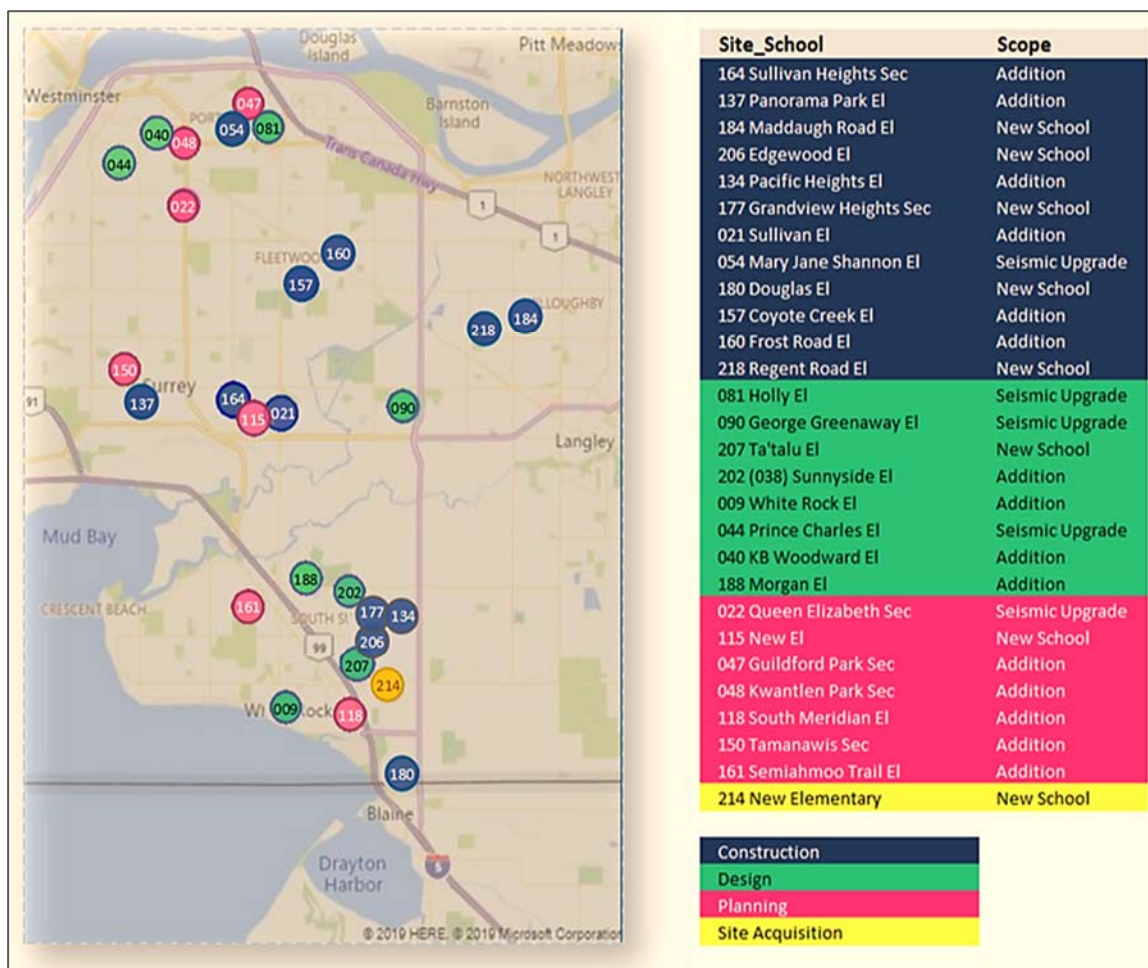 Douglas
Island
Pitt Meadows
Westminster
Barnston
Island
047
PORT
054
081
040
048
044
Trans Canada Hwy
NORTHWEST
LANGLEY
022
1
1
160
FLEETWOO
157
184
LLOUGHBY
218
150
Surrey
91
137
164
115
021
090
Langley
Mud Bay
188
202
CRESCENT BEACH
161
SOUTH S
177
134
99
206
207
214
009
Wh Rock
118
180
Blaine
Drayton
Harbor
5
© 2019 HERE, © 2019 Microsoft Corporation
Site_School Scope
164 Sullivan Heights Sec Addition
137 Panorama Park El Addition
184 Maddaugh Road El New School
206 Edgewood El New School
134 Pacific Heights El Addition
177 Grandview Heights Sec New School
021 Sullivan El Addition
054 Mary Jane Shannon El Seismic Upgrade
180 Douglas El New School
157 Coyote Creek El Addition
160 Frost Road El Addition
218 Regent Road El New School
081 Holly El Seismic Upgrade
090 George Greenaway El Seismic Upgrade
207 Ta'talu El New School
202 (038) Sunnyside El Addition
009 White Rock El Addition
044 Prince Charles El Seismic Upgrade
040 KB Woodward El Addition
188 Morgan El Addition
022 Queen Elizabeth Sec Seismic Upgrade
115 New El New School
047 Guildford Park Sec Addition
048 Kwantlen Park Sec Addition
118 South Meridian El Addition
150 Tamanawis Sec Addition
161 Semiahmoo Trail El Addition
214 New Elementary New School
Construction
Design
Planning
Site Acquisition